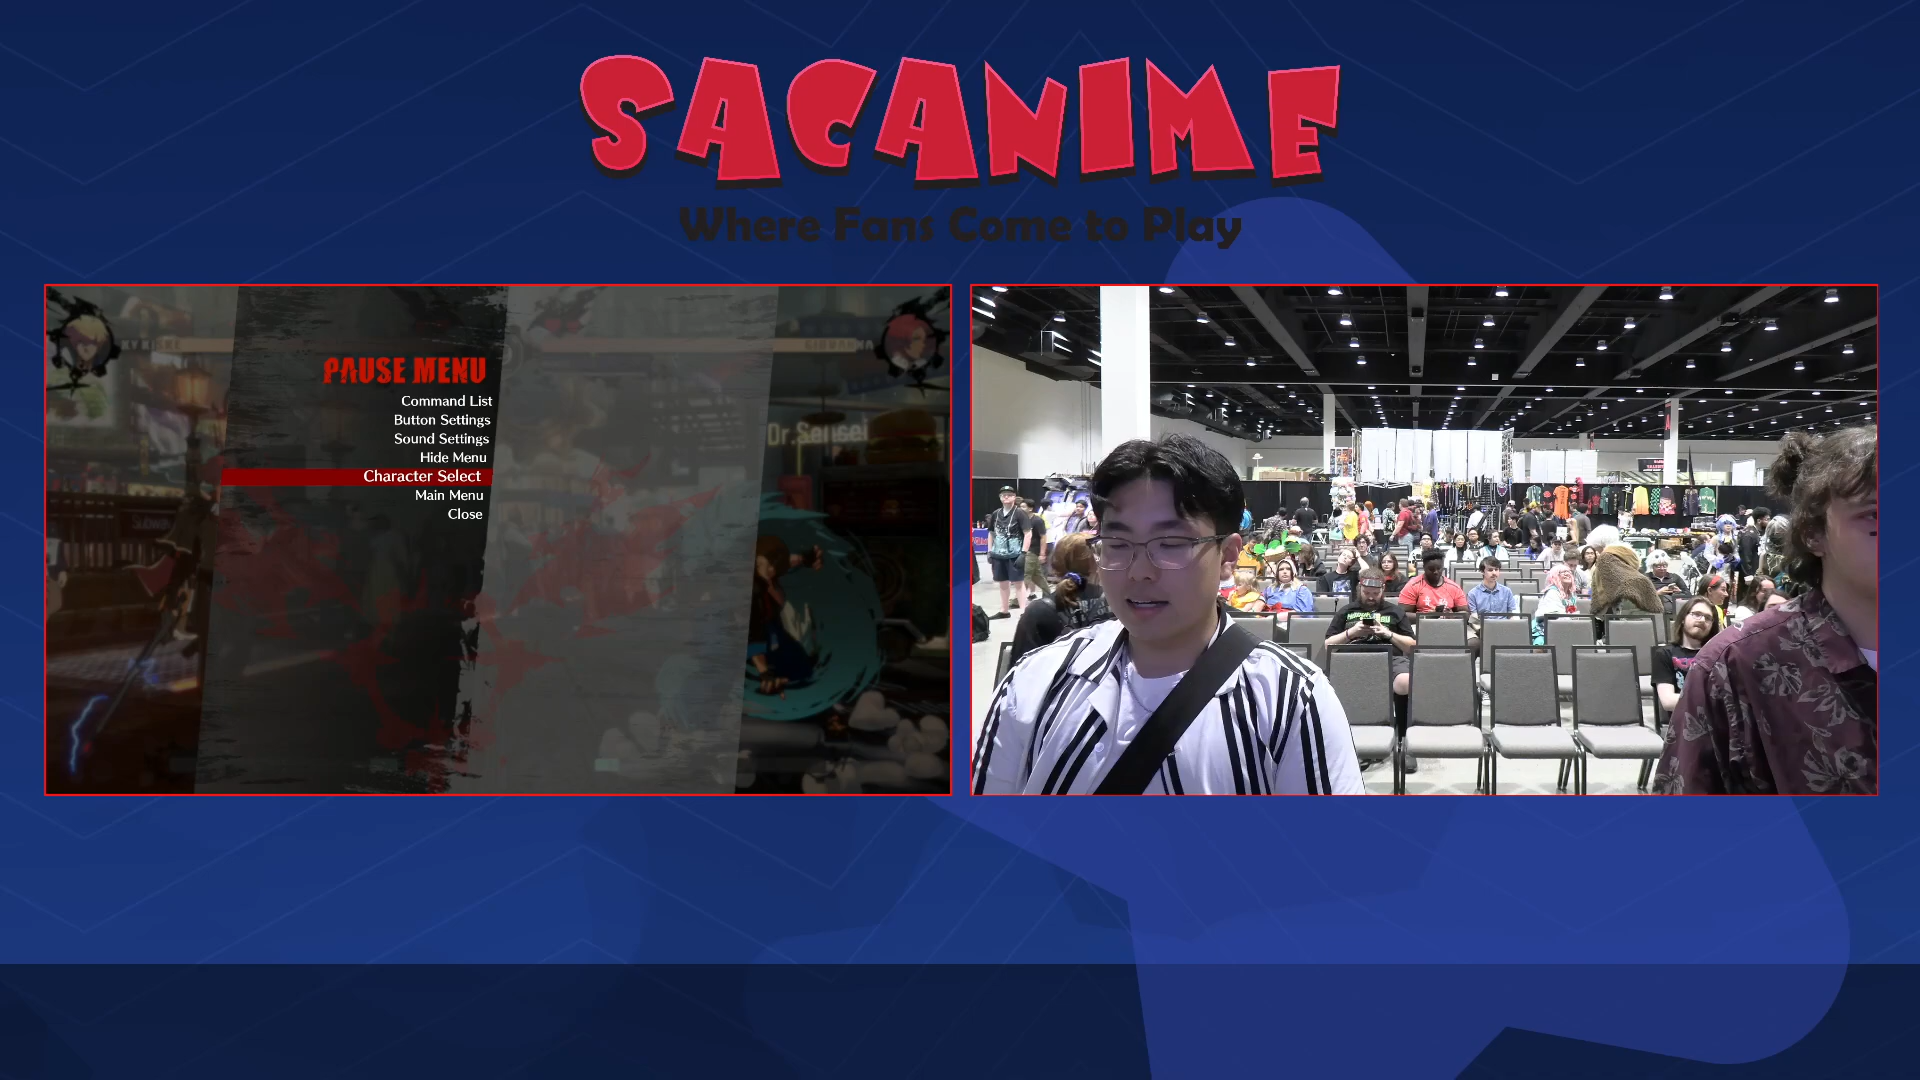 SACANIME
Where Fans Come to Play
PAUSE MENU
Command List
Button Settings
Sound Settings
Hide Menu
Character Select
Main Menu
Close
Dr.Sensei
Subway